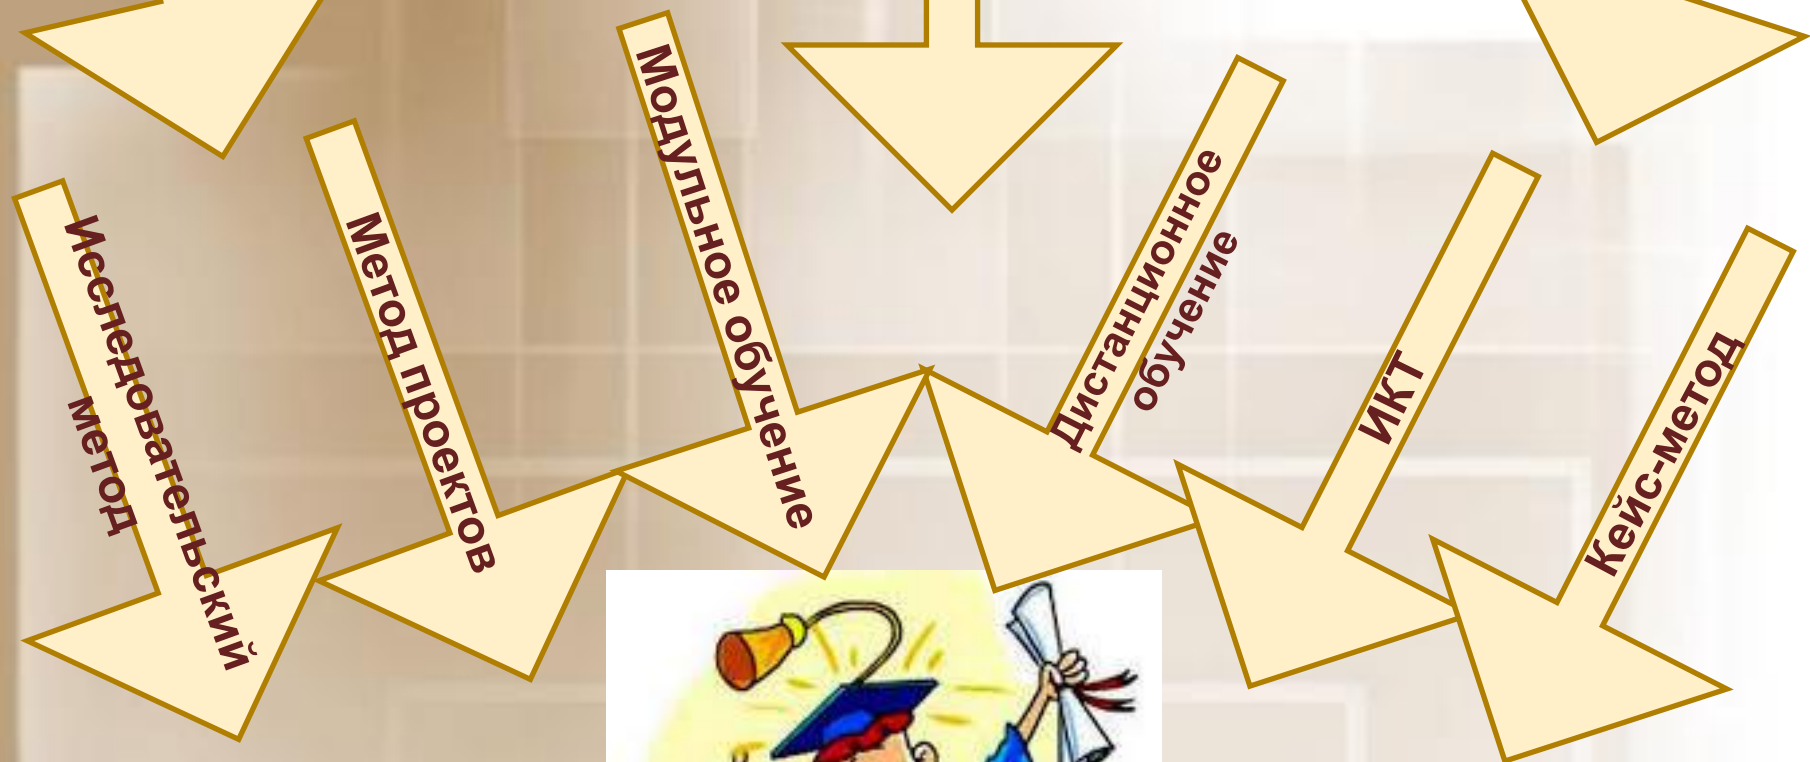 Исследовательский
метод
Метод проектов
Модульное обучение
Дистанционное
обучение
ИКТ
Кейс-метод